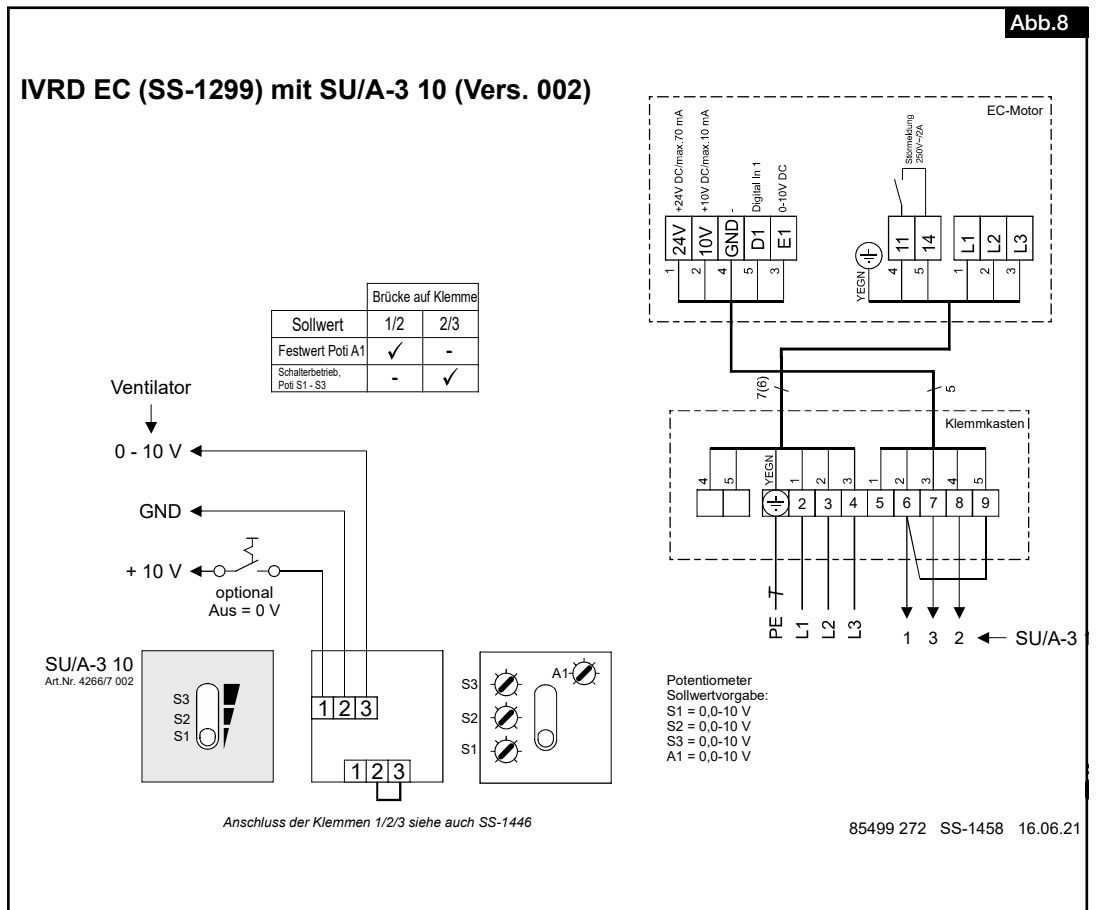 Abb.8
IVRD EC (SS-1299) mit SU/A-3 10 (Vers. 002)
EC-Motor
+24V DC/max.70 mA
+10V DC/max.10 mA
-
Digital In 1
0-10V DC
Störmeldung
250V~/2A
24V 10V GND D1 E1
11 14
L1 L2 L3
1 2 4 5 3
YEGN 4 5 1 2 3
Brücke auf Klemme
Sollwert 1/2 2/3
Festwert Poti A1 ✓ -
Schalterbetrieb,
Poti S1 - S3
- ✓
7(6) 5
Klemmkasten
4 5 YEGN 1 2 3 1 2 3 4 5
2 3 4 5 6 7 8 9
PE L1 L2 L3
1 3 2 SU/A-3 1
Ventilator
0 - 10 V
GND
+ 10 V
optional
Aus = 0 V
SU/A-3 10
Art.Nr. 4266/7 002
S3
S2
S1
1 2 3
1 2 3
S3
S2
S1
A1
Potentiometer
Sollwertvorgabe:
S1 = 0,0-10 V
S2 = 0,0-10 V
S3 = 0,0-10 V
A1 = 0,0-10 V
Anschluss der Klemmen 1/2/3 siehe auch SS-1446
85499 272 SS-1458 16.06.21